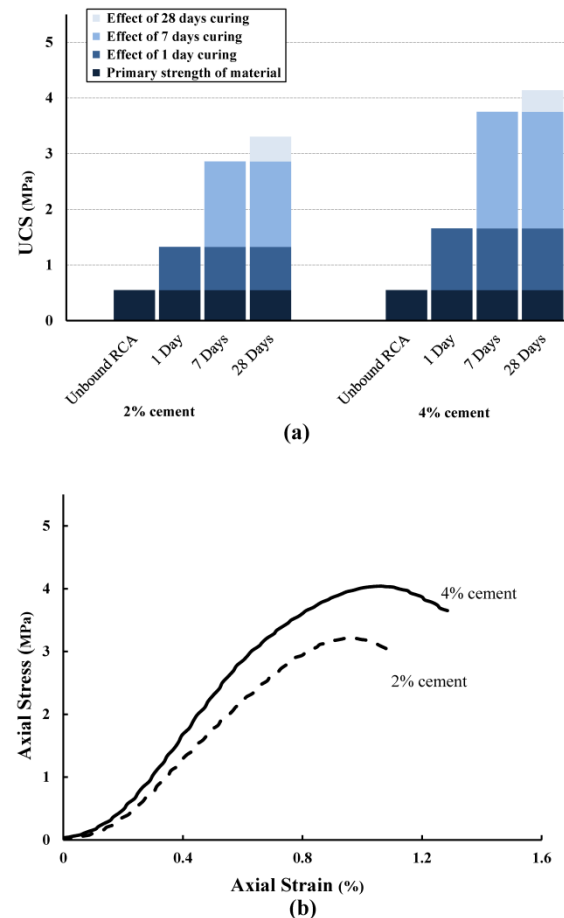 Effect of 28 days curing
Effect of 7 days curing
Effect of 1 day curing
Primary strength of material
5
4
3
2
1
0
UCS (MPa)
Unbound RCA
1 Day
7 Days
28 Days
Unbound RCA
1 Day
7 Days
28 Days
2% cement
4% cement
(a)
5
4
3
2
1
0
Axial Stress (MPa)
4% cement
2% cement
0
0.4
0.8
1.2
1.6
Axial Strain (%)
(b)